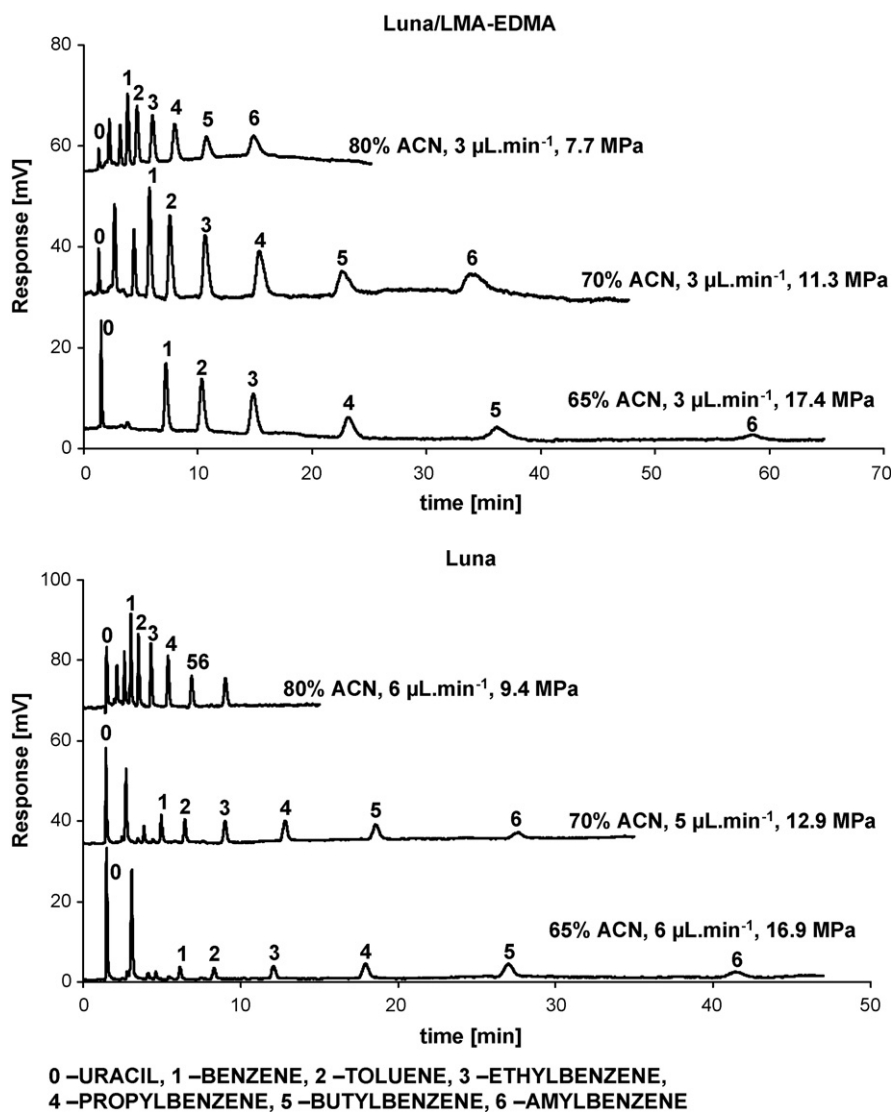 Luna/LMA-EDMA
80
60
40
20
0
Response [mV]
0 1 2 3 4 5 6
80% ACN, 3 µL.min⁻¹, 7.7 MPa
0 1 2 3 4 5 6
70% ACN, 3 µL.min⁻¹, 11.3 MPa
0 1 2 3 4 5 6
65% ACN, 3 µL.min⁻¹, 17.4 MPa
0 10 20 30 40 50 60 70
time [min]
Luna
100
80
60
40
20
0
Response [mV]
0 1 2 3 4 56
80% ACN, 6 µL.min⁻¹, 9.4 MPa
0 1 2 3 4 5 6
70% ACN, 5 µL.min⁻¹, 12.9 MPa
0 1 2 3 4 5 6
65% ACN, 6 µL.min⁻¹, 16.9 MPa
0 10 20 30 40 50
time [min]
0 –URACIL, 1 –BENZENE, 2 –TOLUENE, 3 –ETHYLBENZENE,
4 –PROPYLBENZENE, 5 –BUTYLBENZENE, 6 –AMYLBENZENE